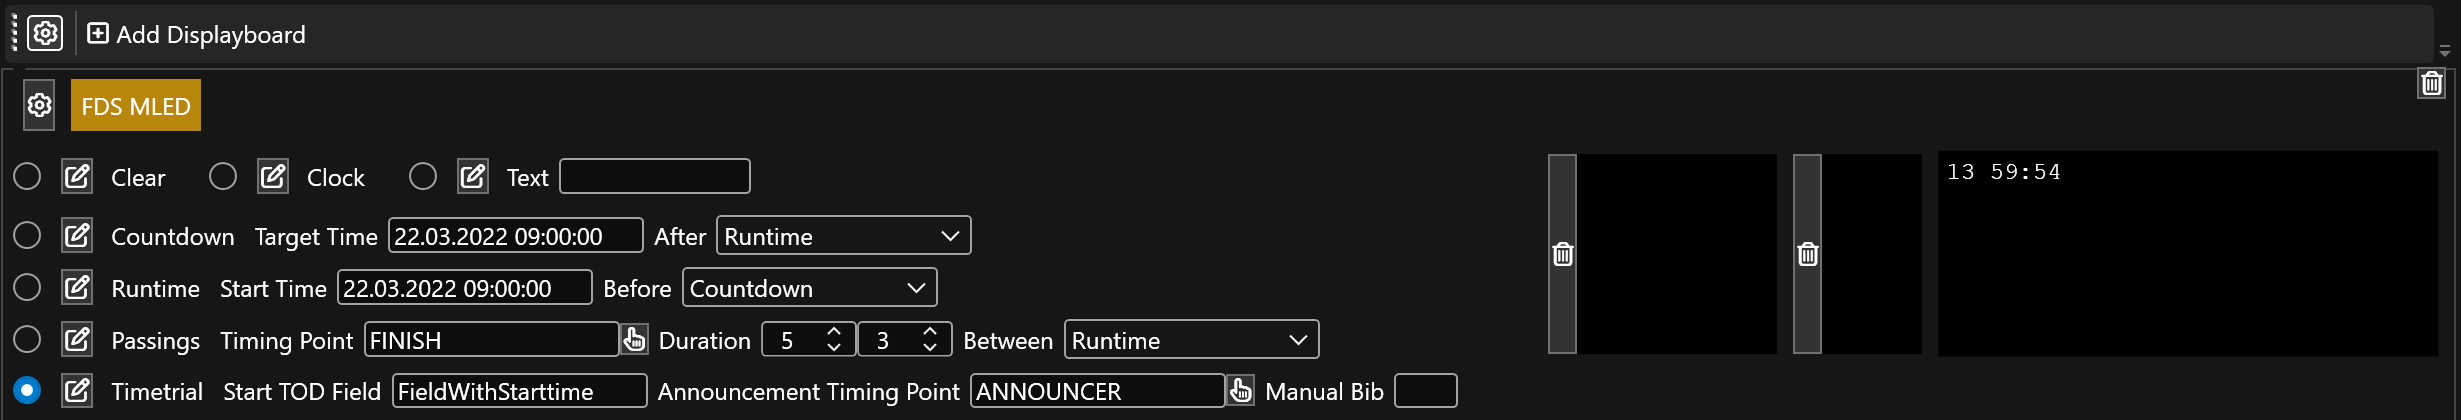 Add Displayboard
FDS MLED
Clear Clock Text
13 59:54
Countdown Target Time 22.03.2022 09:00:00 After Runtime
Runtime Start Time 22.03.2022 09:00:00 Before Countdown
Passings Timing Point FINISH Duration 5 3 Between Runtime
Timetrial Start TOD Field FieldWithStarttime Announcement Timing Point ANNOUNCER Manual Bib